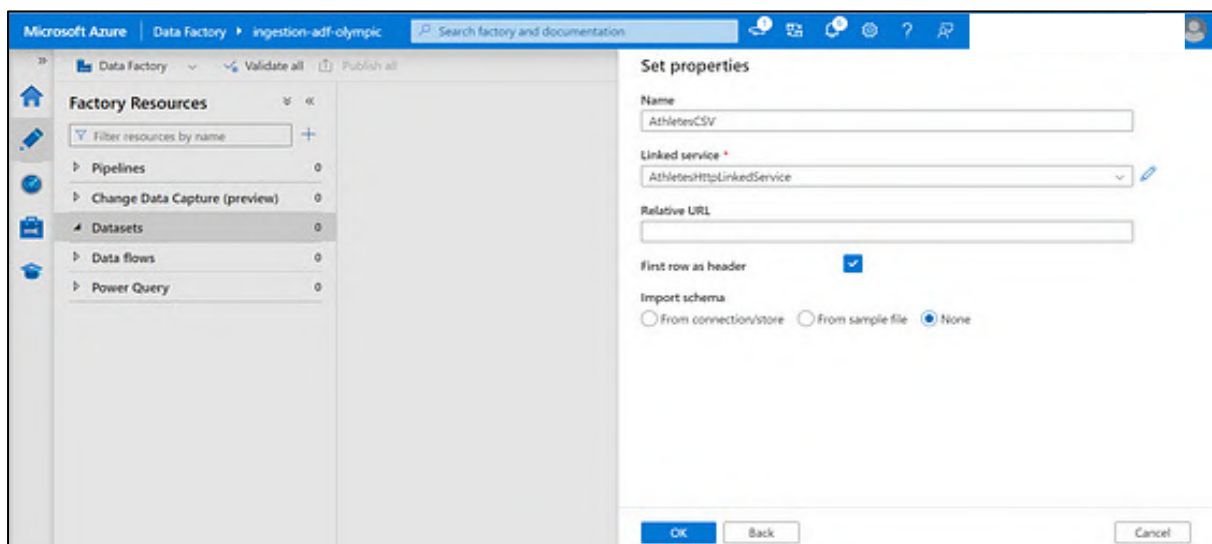 Microsoft Azure Data Factory ingestion-adf-olympic Search factory and documentation 1
Data Factory Validate all Publish all
Factory Resources
Filter resources by name
Pipelines 0
Change Data Capture (preview) 0
Datasets 0
Data flows 0
Power Query 0
Set properties
Name
AthletesCSV
Linked service *
AthletesHttpLinkedService
Relative URL
First row as header
Import schema
From connection/store From sample file None
OK Back Cancel